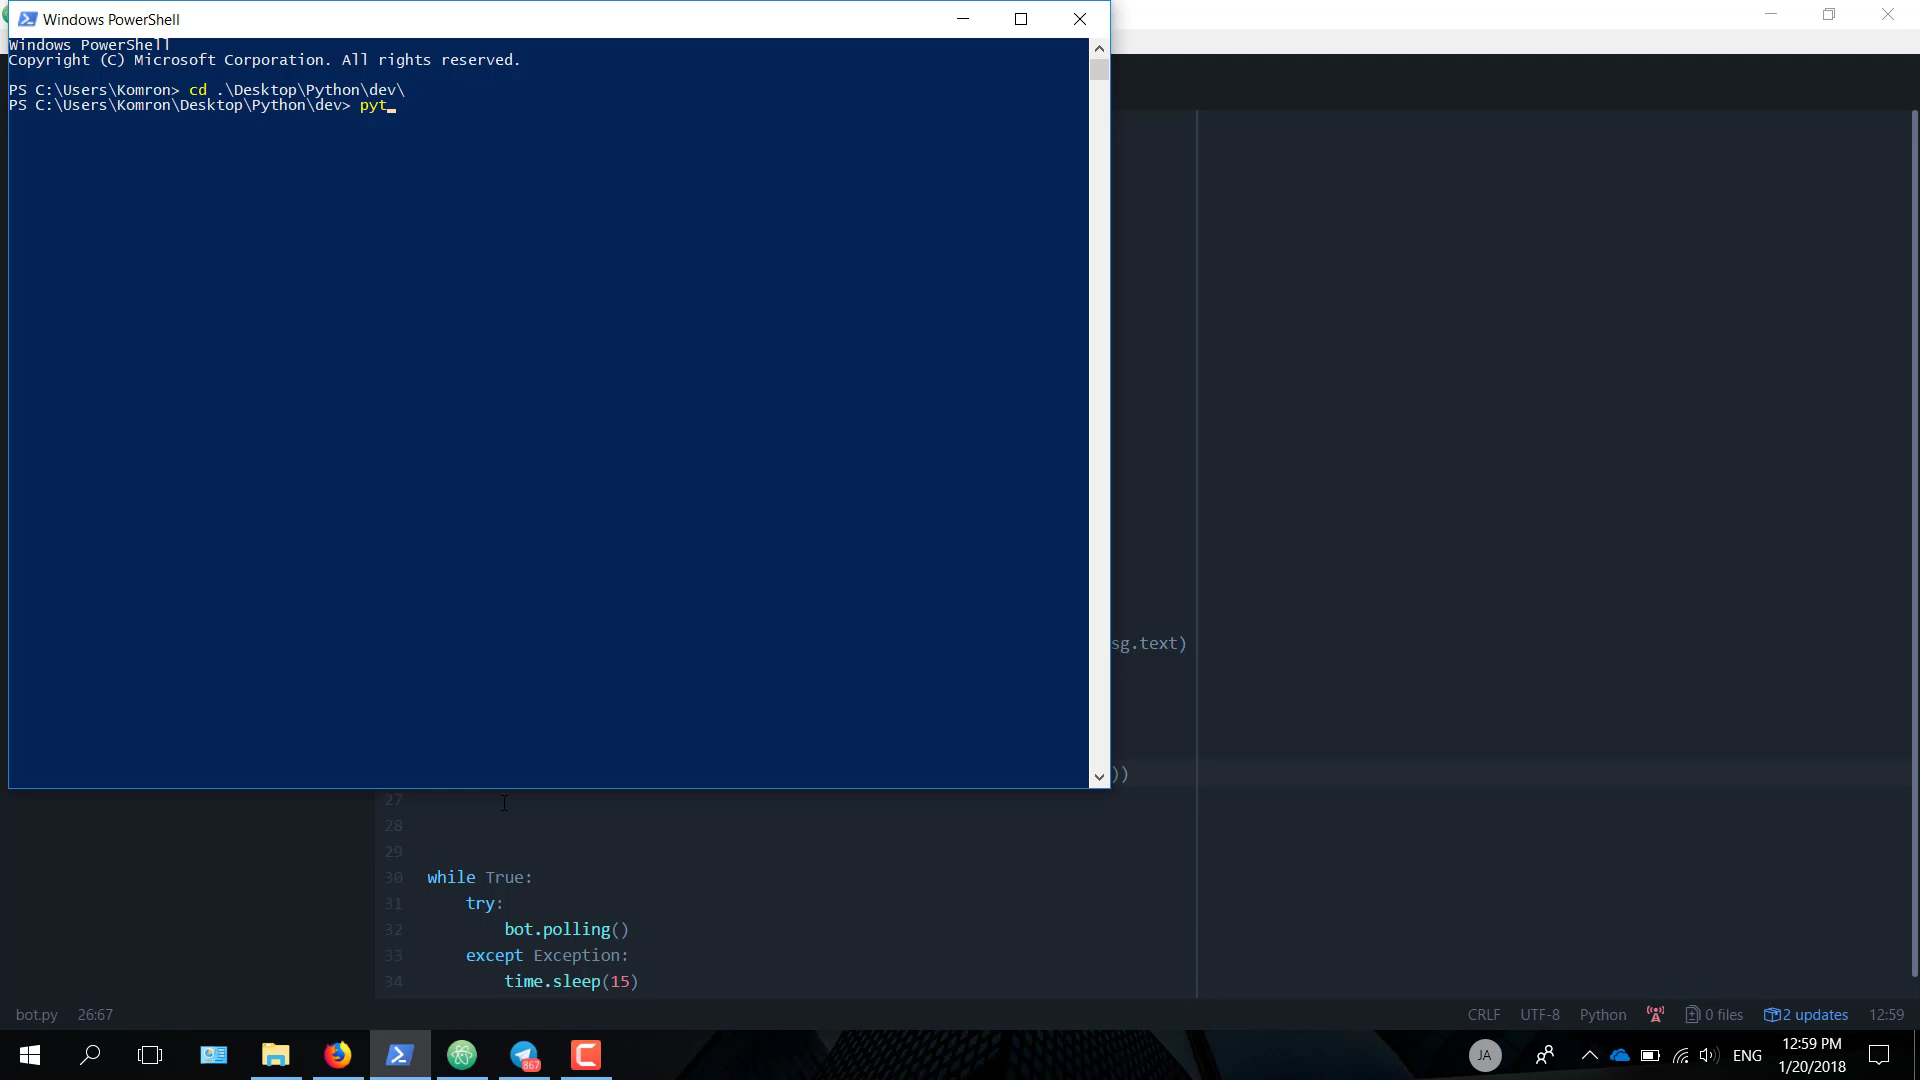 Windows PowerShell
Windows PowerShell
Copyright (C) Microsoft Corporation. All rights reserved.
PS C:\Users\Komron> cd .\Desktop\Python\dev\
PS C:\Users\Komron\Desktop\Python\dev> pyt
sg.text)
))
27
28
29
30 while True:
31 try:
32 bot.polling()
33 except Exception:
34 time.sleep(15)
bot.py 26:67 CRLF UTF-8 Python 0 files 2 updates 12:59
867 JA ENG 12:59 PM
1/20/2018